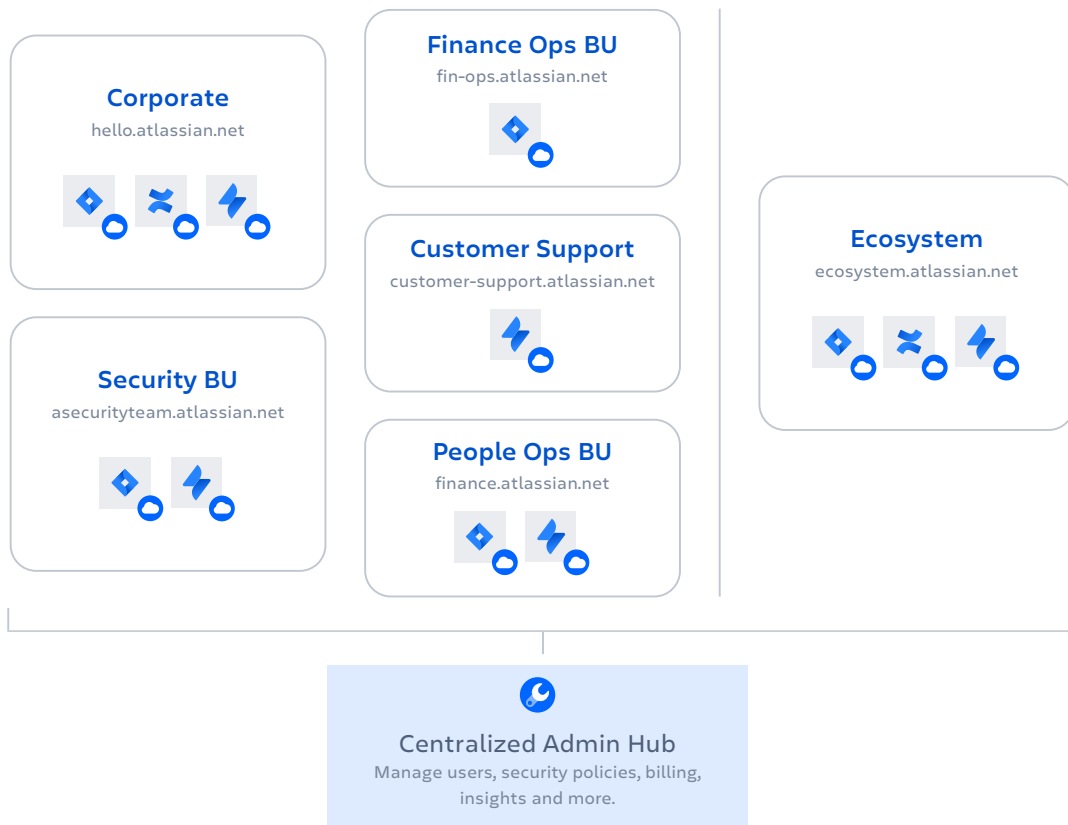 Corporate
hello.atlassian.net
Security BU
asecurityteam.atlassian.net
Finance Ops BU
fin-ops.atlassian.net
Customer Support
customer-support.atlassian.net
People Ops BU
finance.atlassian.net
Ecosystem
ecosystem.atlassian.net
Centralized Admin Hub
Manage users, security policies, billing,
insights and more.